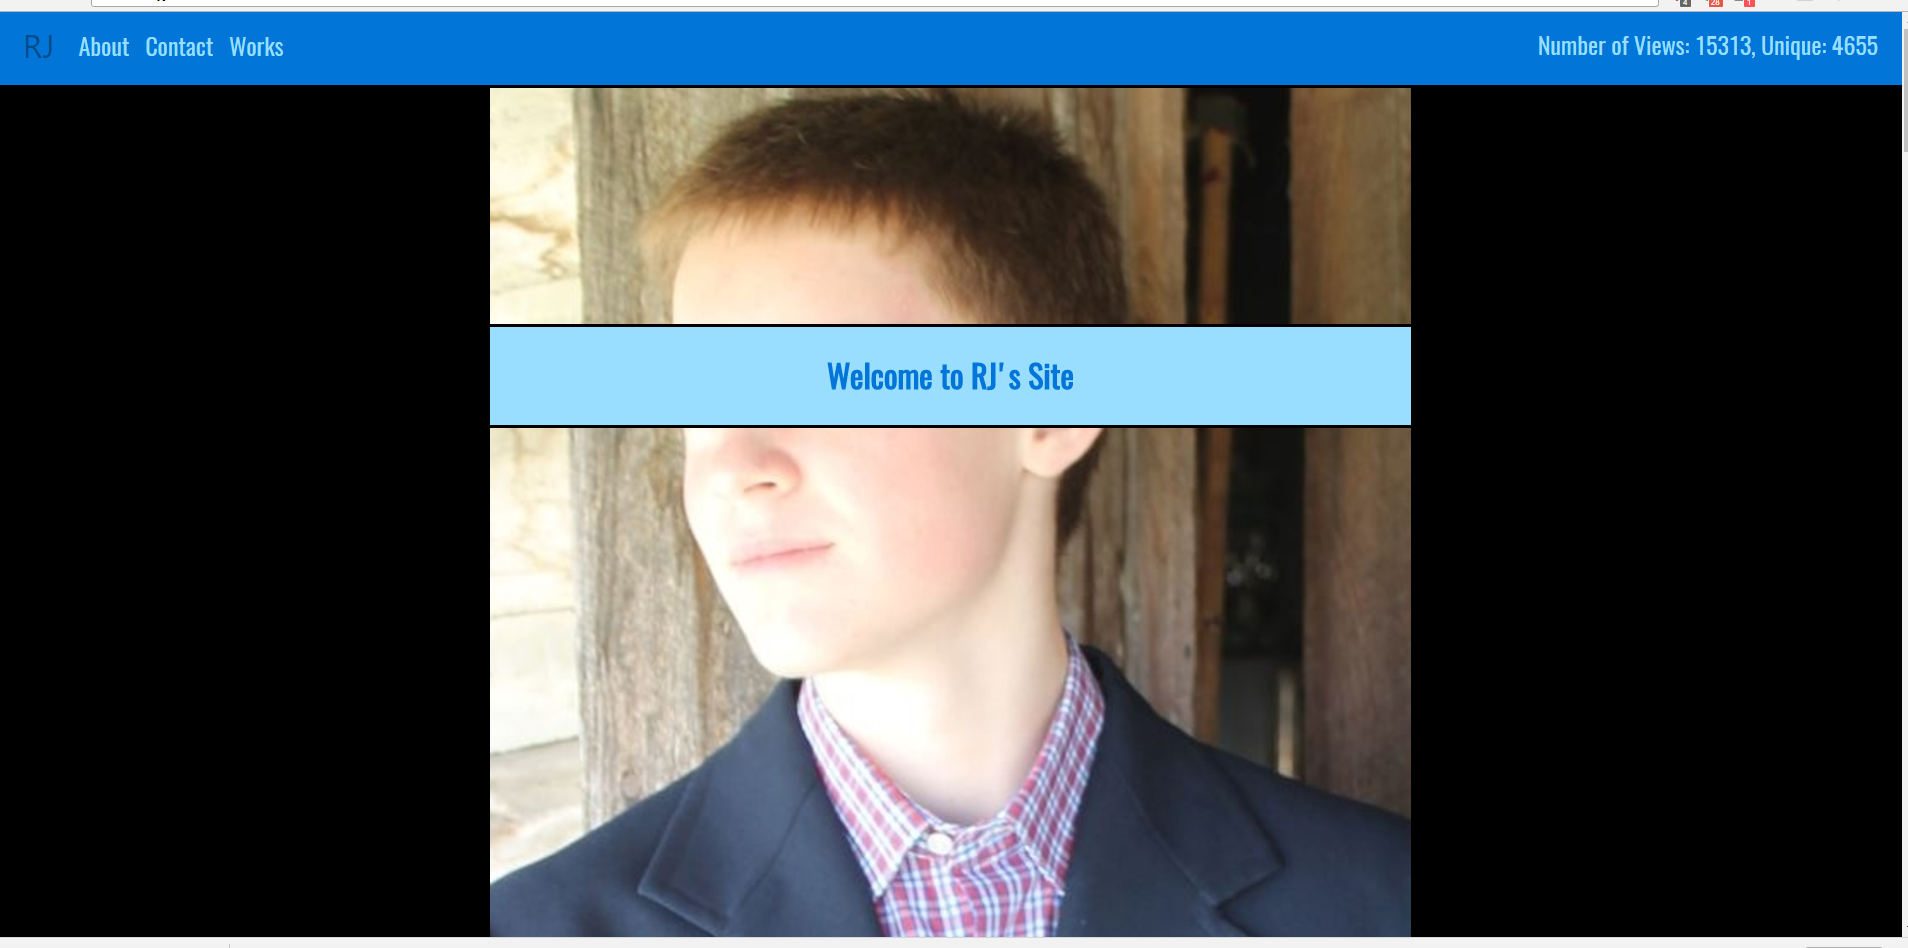 RJ About Contact Works Number of Views: 15313, Unique: 4655
Welcome to RJ's Site